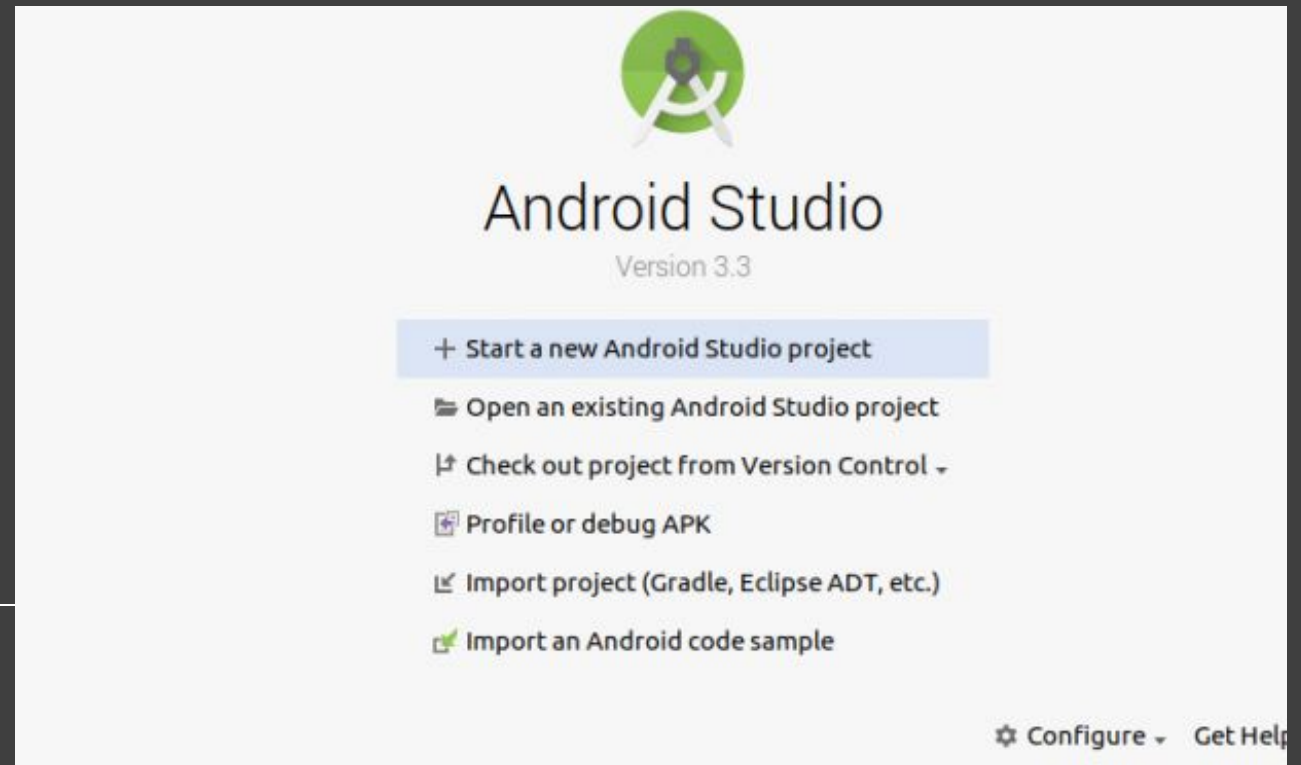 Android Studio
Version 3.3
Start a new Android Studio project
Open an existing Android Studio project
Check out project from Version Control
Profile or debug APK
Import project (Gradle, Eclipse ADT, etc.)
Import an Android code sample
Configure Get Help